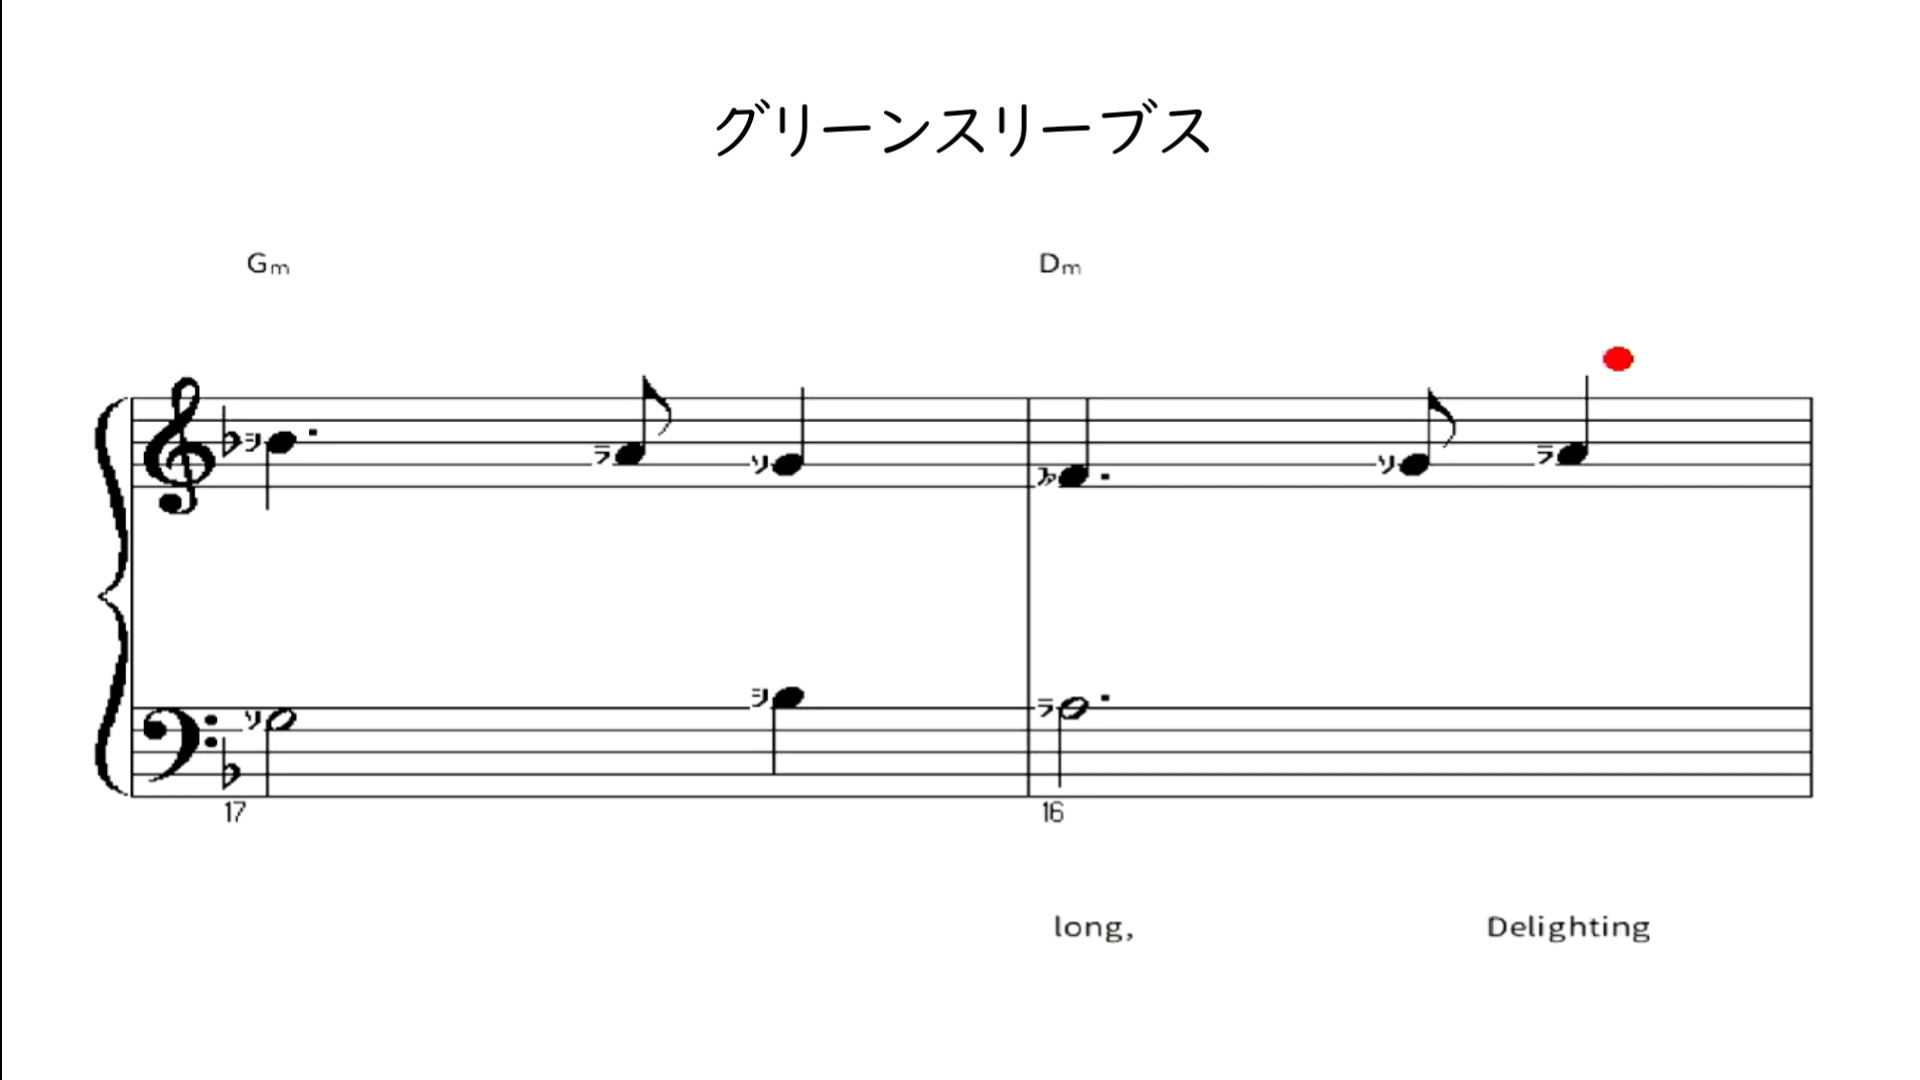 グリーンスリーブス
Gm Dm
シ ラ ソ ファ ソ ラ
ソ シ ラ
17 16
long, Delighting